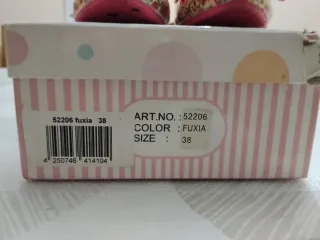 52206 fuxia 38
4 250746 414104
ART.NO. : 52206
COLOR : FUXIA
SIZE : 38